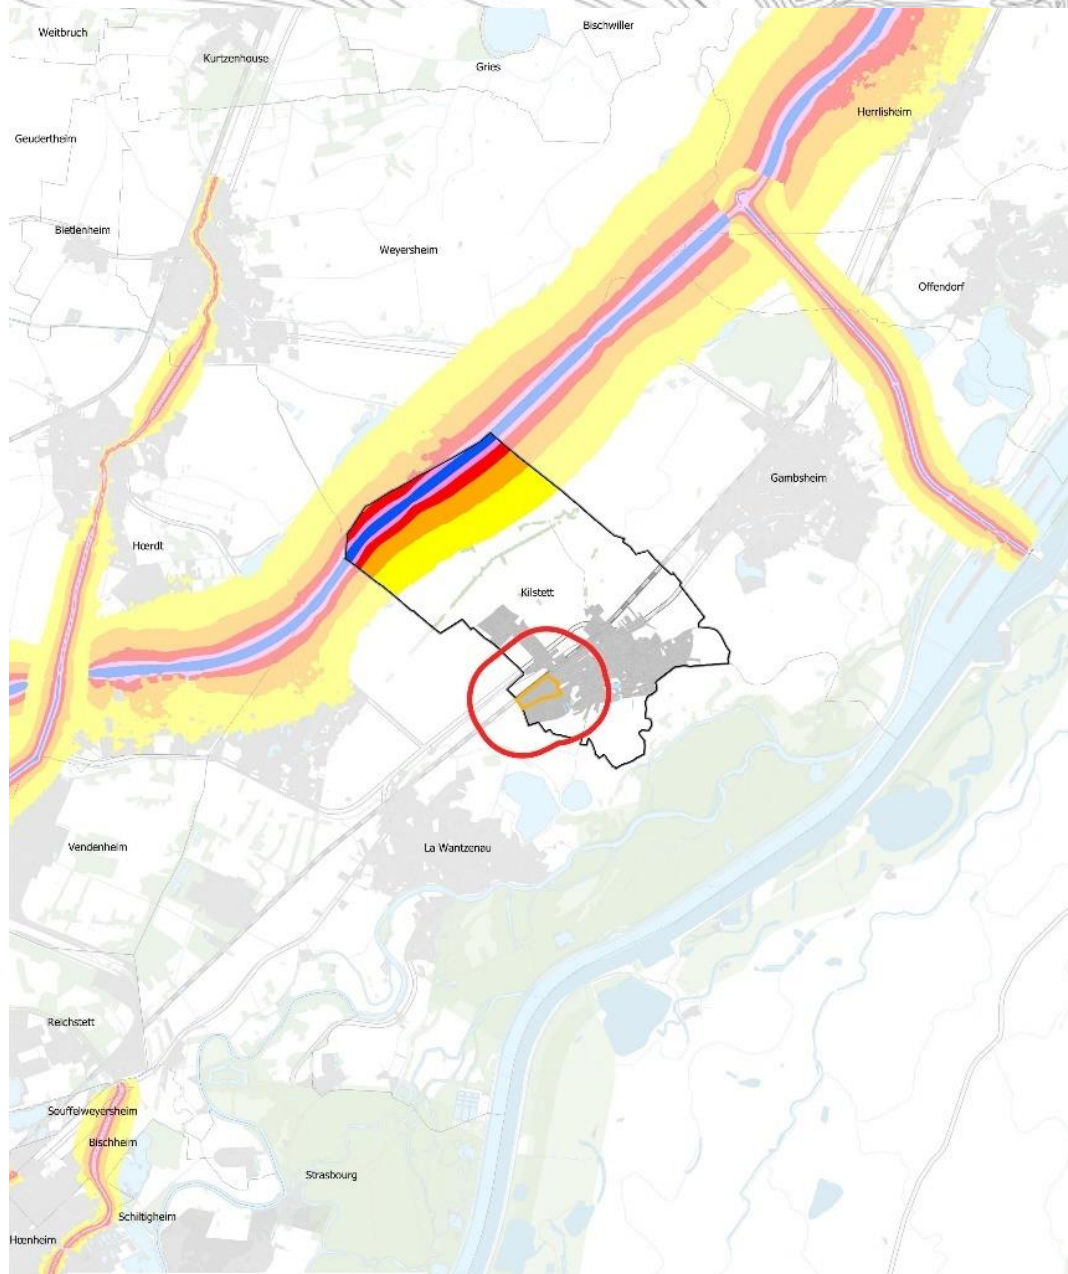 Weitbruch
Bischwiller
Kurtzenhouse
Gries
Herrlisheim
Geudertheim
Bietlenheim
Weyersheim
Offendorf
Gambsheim
Hœrdt
Kilstett
Vendenheim
La Wantzenau
Reichstett
Souffelweyersheim
Bischheim
Strasbourg
Schiltigheim
Hœnheim